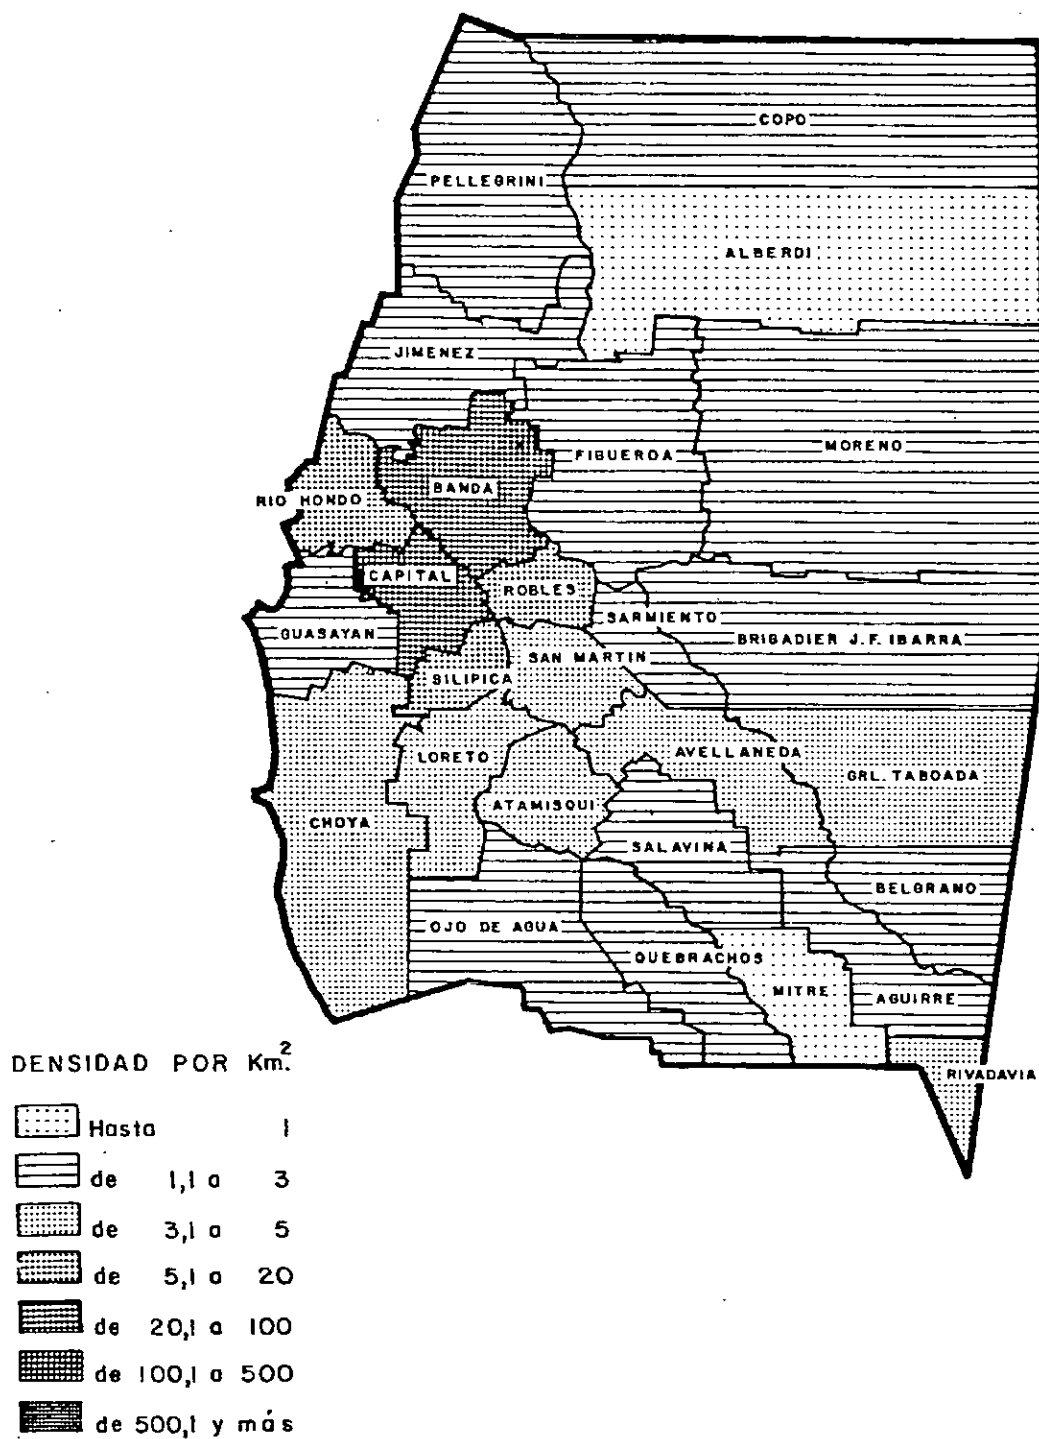 COPO
PELLEGRINI
ALBERDI
JIMENEZ
MORENO
FIGUEROA
BANDA
RIO HONDO
CAPITAL
ROBLES
SARMIENTO
GUASAYAN
BRIGADIER J.F. IBARRA
SAN MARTIN
SILIPICA
AVELLANEDA
LORETO
GRL. TABOADA
ATAMISQUI
CHOYA
SALAVINA
BELGRANO
OJO DE AGUA
QUEBRACHOS
MITRE
AGUIRRE
RIVADAVIA
DENSIDAD POR Km.²
Hasta 1
de 1,1 a 3
de 3,1 a 5
de 5,1 a 20
de 20,1 a 100
de 100,1 a 500
de 500,1 y más